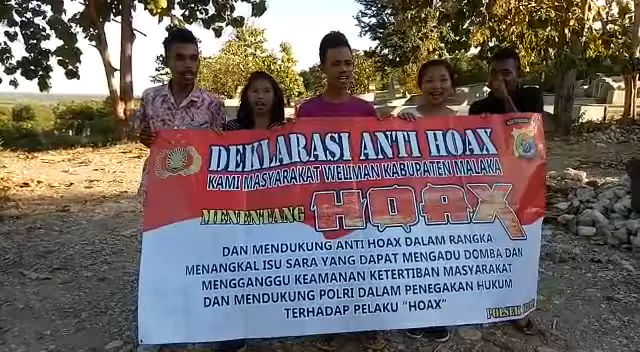 DEKLARASI ANTI HOAX
KAMI MASYARAKAT WELIMAN KABUPATEN MALAKA
MENENTANG HOAX
DAN MENDUKUNG ANTI HOAX DALAM RANGKA
MENANGKAL ISU SARA YANG DAPAT MENGADU DOMBA DAN
MENGGANGGU KEAMANAN KETERTIBAN MASYARAKAT
DAN MENDUKUNG POLRI DALAM PENEGAKAN HUKUM
TERHADAP PELAKU "HOAX"
POLSEK